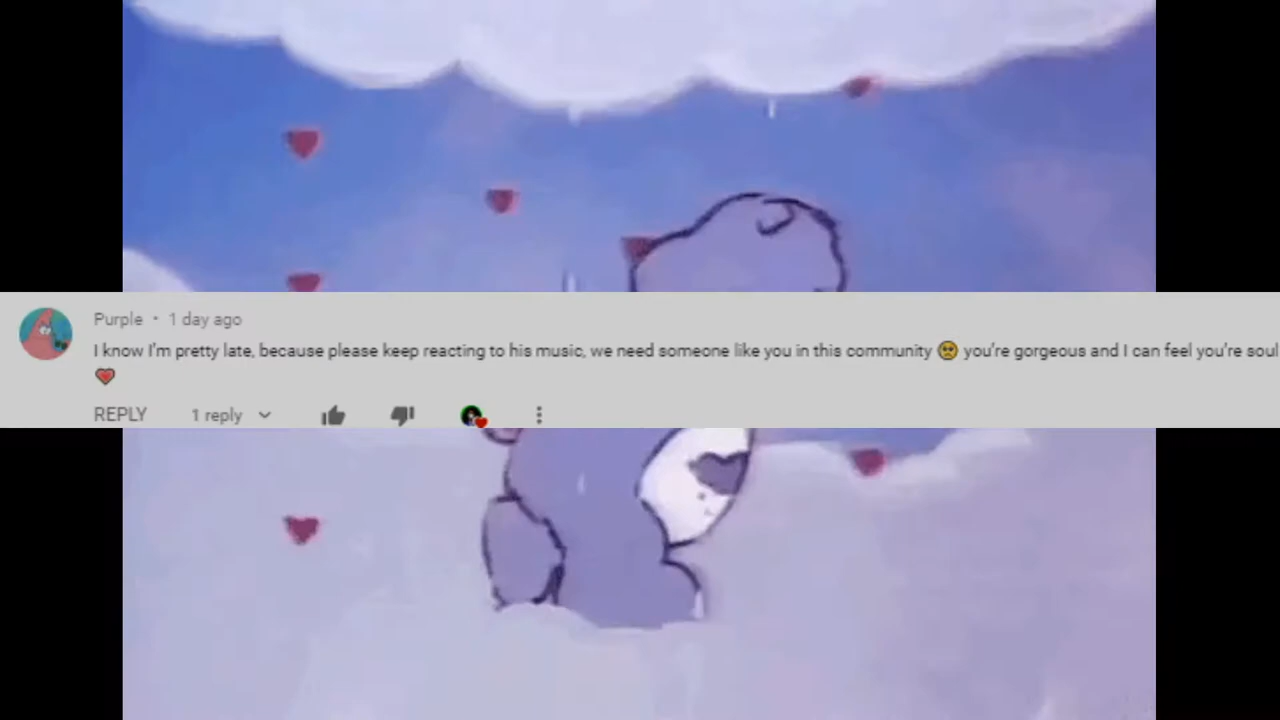 Purple • 1 day ago
I know I'm pretty late, because please keep reacting to his music, we need someone like you in this community 🥺 you're gorgeous and I can feel you're soul
❤️
REPLY 1 reply